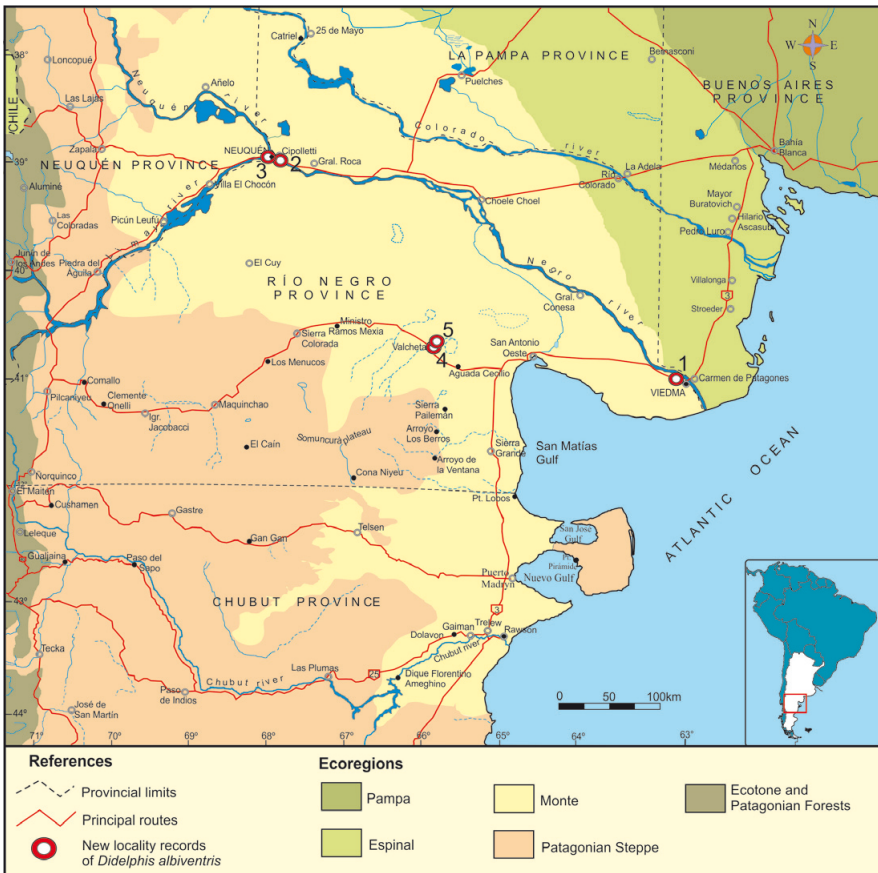 38°
39°
40°
41°
42°
43°
44°
71°
70°
69°
68°
67°
66°
65°
64°
63°
N
W
E
S
CHILE
LA PAMPA PROVINCE
BUENOS AIRES
PROVINCE
NEUQUÉN PROVINCE
RÍO NEGRO
PROVINCE
CHUBUT PROVINCE
25 de Mayo
Catriel
Puelches
Bernasconi
Loncopué
Las Lajas
Añelo
Neuquén river
Colorado river
Zapala
NEUQUÉN
Cipolletti
3
2
Gral. Roca
Villa El Chocón
Limay river
Aluminé
Las
Coloradas
Picún Leufú
Junín de
los Andes
Piedra del
Aguila
El Cuy
Choele Choel
Río
Colorado
La Adela
Médanos
Bahía
Blanca
Mayor
Buratovich
Hilario
Ascasubi
Pedro Luro
Villalonga
3
Stroeder
Negro river
Gral.
Conesa
Ministro
Ramos Mexia
Sierra
Colorada
Los Menucos
5
Valcheta
4
Aguada Cecilio
San Antonio
Oeste
1
VIEDMA
Carmen de Patagones
Comallo
Clemente
Onelli
Pilcaniyeu
Igr.
Jacobacci
Maquinchao
Sierra
Pailemán
Arroyo
Los Berros
Arroyo de
la Ventana
El Caín
Somuncurá plateau
Cona Niyeu
Sierra
Grande
San Matías
Gulf
ATLANTIC OCEAN
Pt. Lobos
Norquinco
El Maitén
Cushamen
Leleque
Gualjaina
Gastre
Gan Gan
Telsen
Paso del
Sapo
San José
Gulf
Pt.
Pirámide
Nuevo Gulf
Puerto
Madryn
3
Gaiman
Trelew
Dolavon
Rawson
Chubut river
Tecka
José de
San Martín
Paso
de Indios
Chubut river
Las Plumas
25
Dique Florentino
Ameghino
0 50 100km
References
Provincial limits
Principal routes
New locality records
of Didelphis albiventris
Ecoregions
Pampa
Espinal
Monte
Patagonian Steppe
Ecotone and
Patagonian Forests